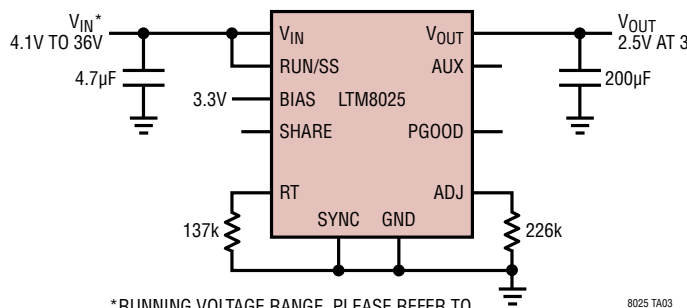 VIN*
4.1V TO 36V
VIN
VOUT
VOUT
2.5V AT 3
RUN/SS
AUX
4.7µF
200µF
3.3V
BIAS
LTM8025
SHARE
PGOOD
RT
ADJ
137k
SYNC
GND
226k
*RUNNING VOLTAGE RANGE. PLEASE REFER TO
8025 TA03